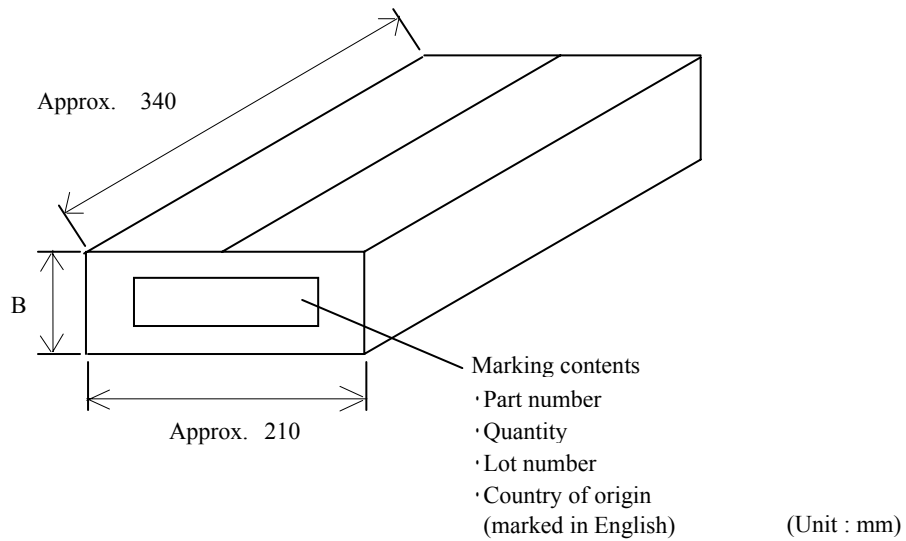 Approx. 340
B
Approx. 210
Marking contents
・Part number
・Quantity
・Lot number
・Country of origin
(marked in English)
(Unit : mm)